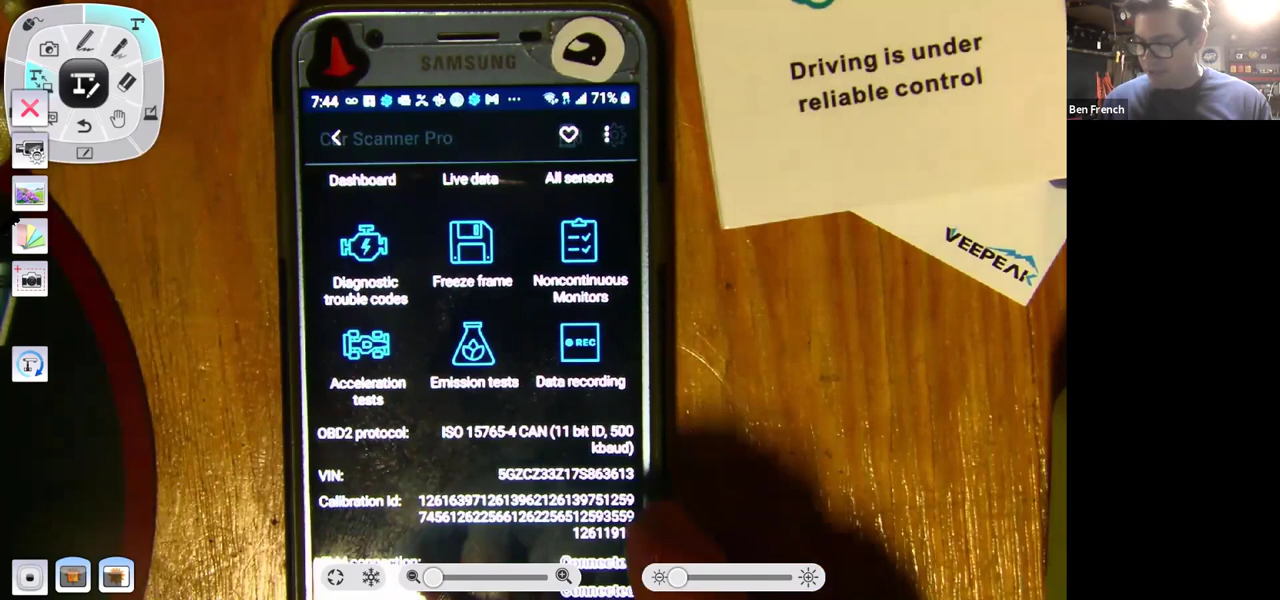 SAMSUNG
7:44
71%
Car Scanner Pro
Dashboard
Live data
All sensors
Diagnostic
trouble codes
Freeze frame
Noncontinuous
Monitors
REC
Acceleration
tests
Emission tests
Data recording
OBD2 protocol:
ISO 15765-4 CAN (11 bit ID, 500
kbaud)
VIN:
5GZCZ33Z17S863613
Calibration id:
1261639712613962126139751259
7456126225661262256512593559
1261191
connection:
Driving is under
reliable control
VEEPEAK
Ben French